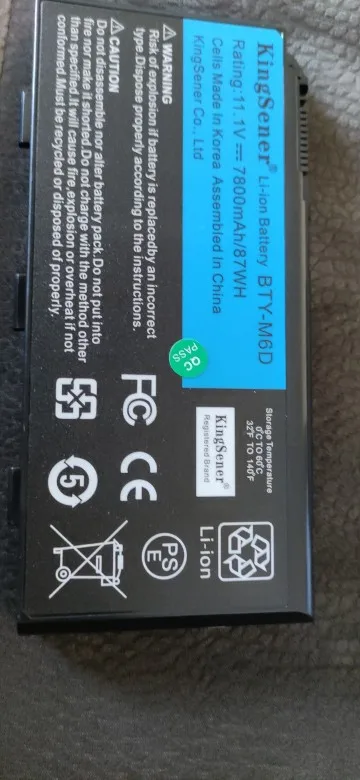 KingSener® Li-ion Battery BTY-M6D
Rating:11.1V⎓ 7800mAh/87WH
Cells Made In Korea Assembled In China
KingSener Co., Ltd
QC
PASS
⚠WARNING
Risk of explosion if battery is replacedby an incorrect
type.Dispose properly according to the instructions.
⚠CAUTION
Do not disassemble nor alter battery pack.Do not put into
fire nor make it shorted.Do not charge with the method other
than specified.It will cause fire,explosion or overheat if not
conformed.Must be recycled or disposed of properly.
Storage Temperature
0°C TO 60°C
32°F TO 140°F
KingSener®
Registered Brand
Li-ion
FC
CE
PS
E
5